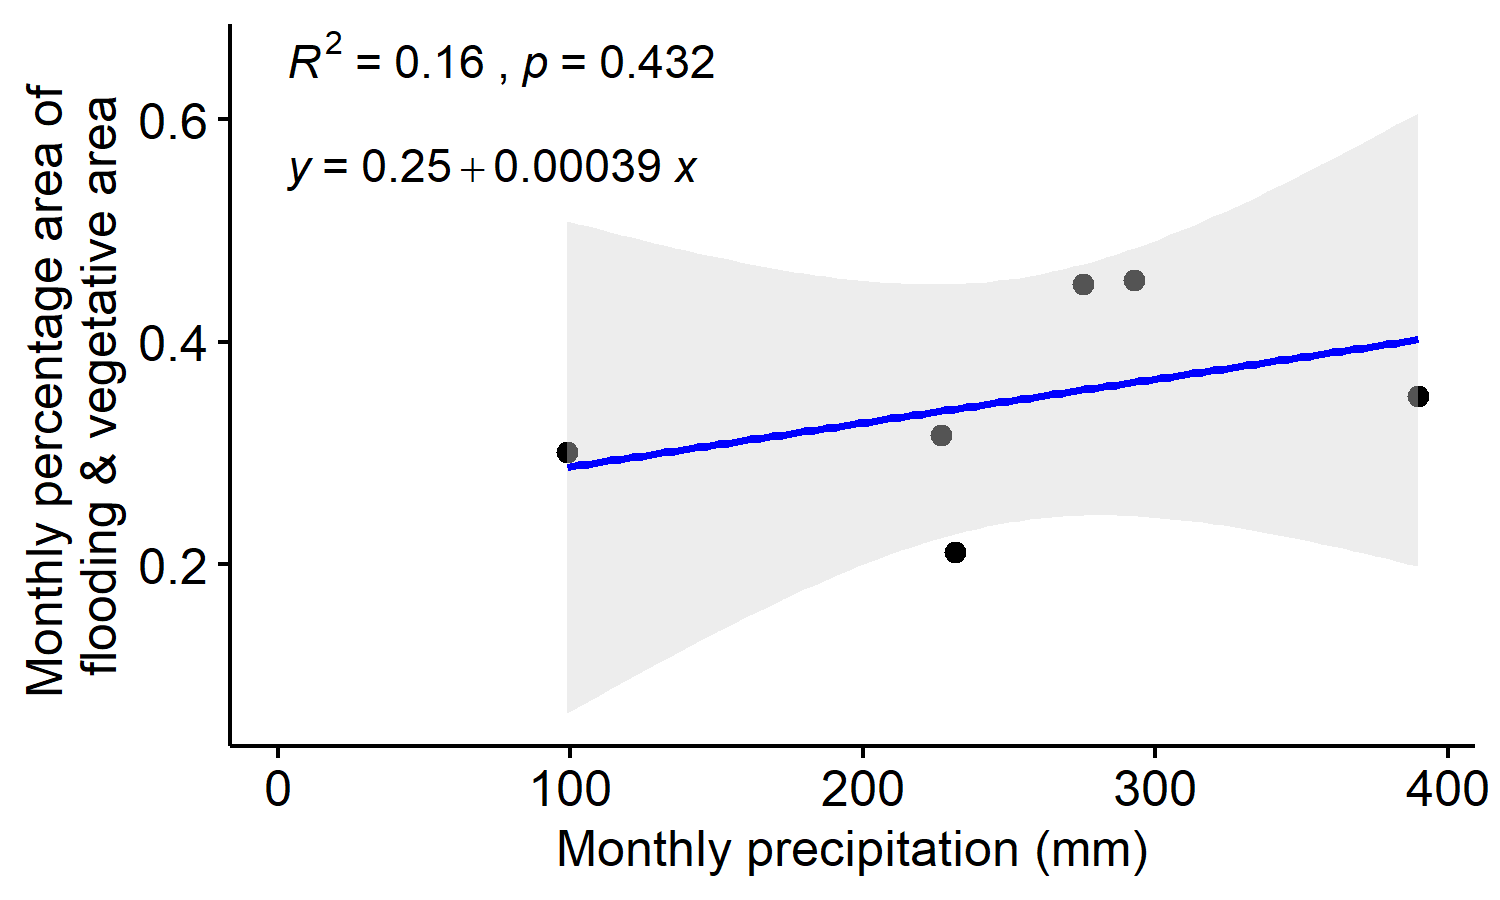 R² = 0.16 , p = 0.432
y = 0.25 + 0.00039 x
Monthly percentage area of
flooding & vegetative area
0.6
0.4
0.2
0 100 200 300 400
Monthly precipitation (mm)